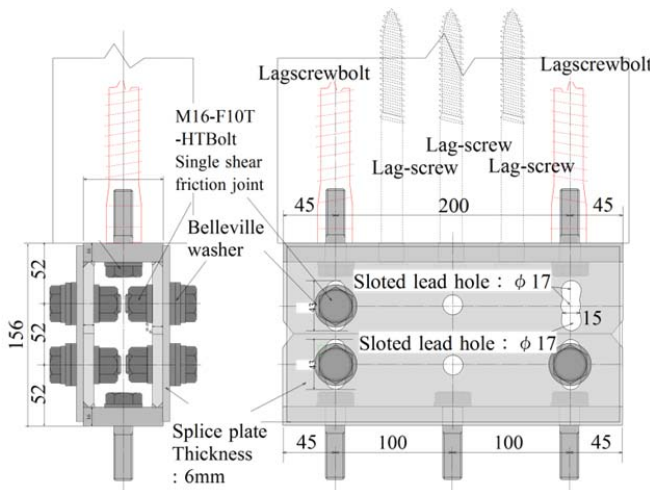 Lagscrewbolt
Lagscrewbolt
M16-F10T
-HTBolt
Single shear
friction joint
Lag-screw
Lag-screw
Lag-screw
Belleville
washer
45
200
45
52
52
52
156
Sloted lead hole : φ 17
15
Sloted lead hole : φ 17
Splice plate
Thickness
: 6mm
45
100
100
45